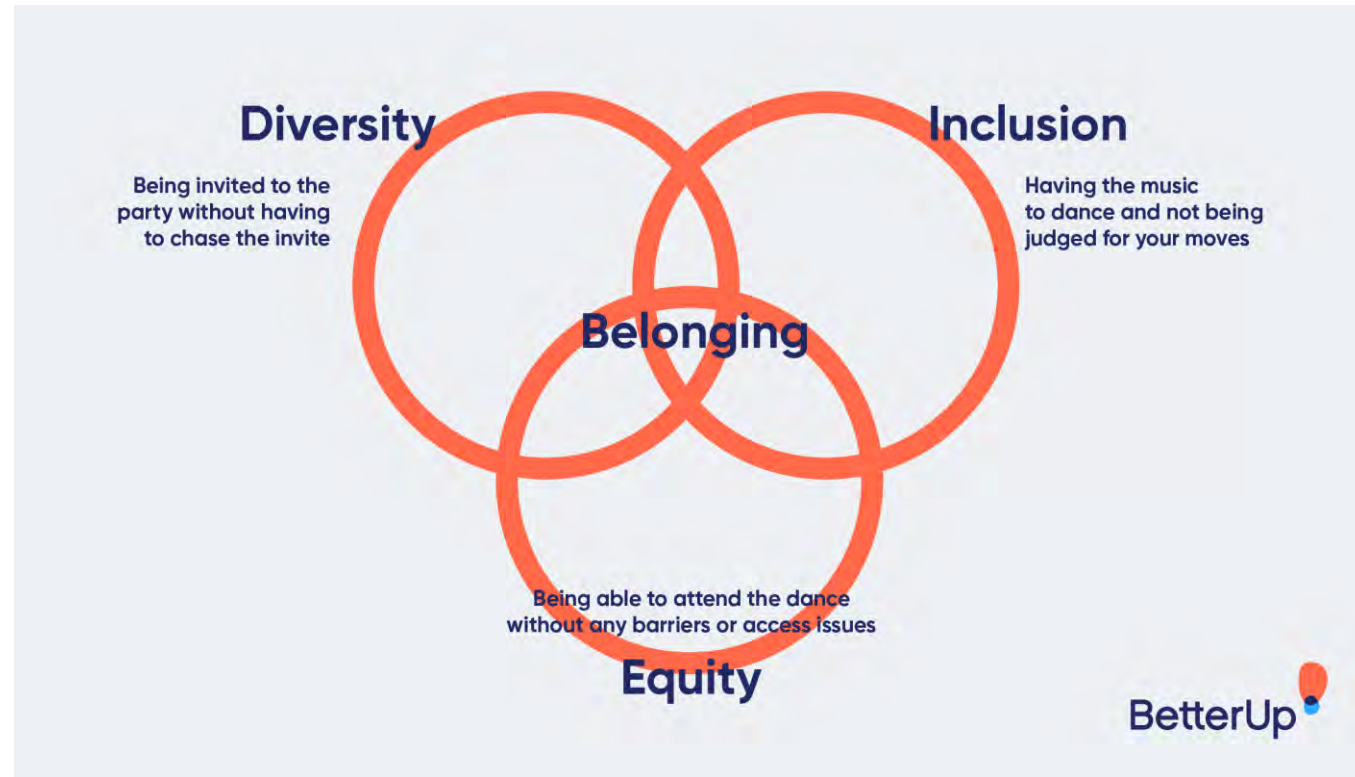 Diversity
Being invited to the
party without having
to chase the invite
Inclusion
Having the music
to dance and not being
judged for your moves
Belonging
Being able to attend the dance
without any barriers or access issues
Equity
BetterUp